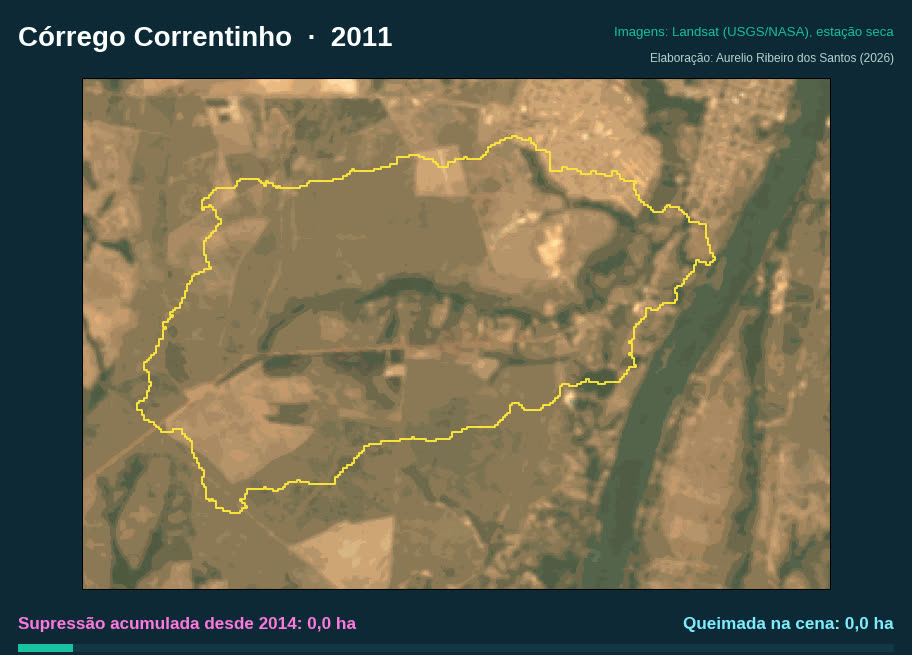 Córrego Correntinho · 2011
Imagens: Landsat (USGS/NASA), estação seca
Elaboração: Aurelio Ribeiro dos Santos (2026)
Supressão acumulada desde 2014: 0,0 ha
Queimada na cena: 0,0 ha